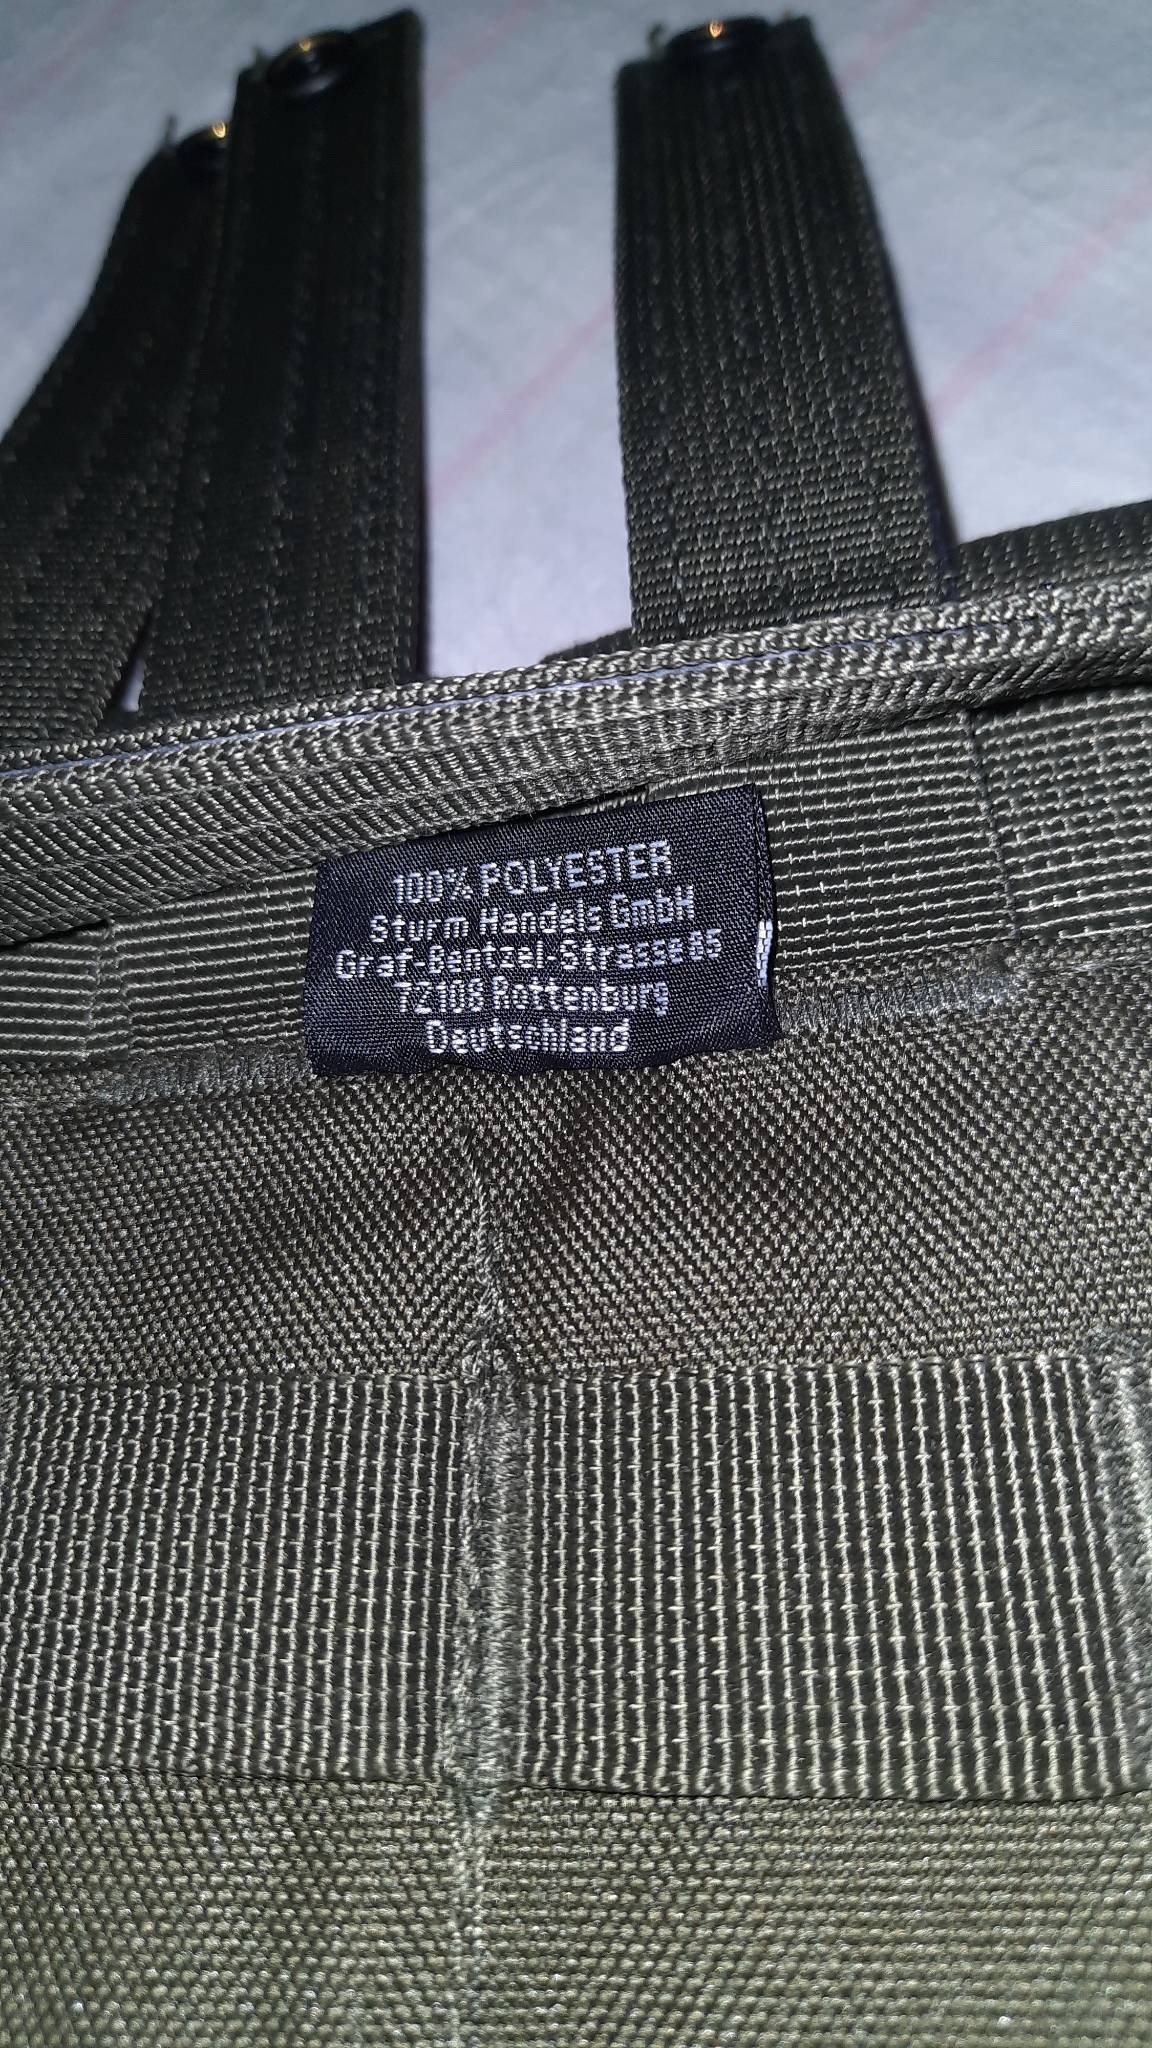 100% POLYESTER
Sturm Handels GmbH
Graf-Bentzel-Strasse 85
72108 Rottenburg
Deutschland